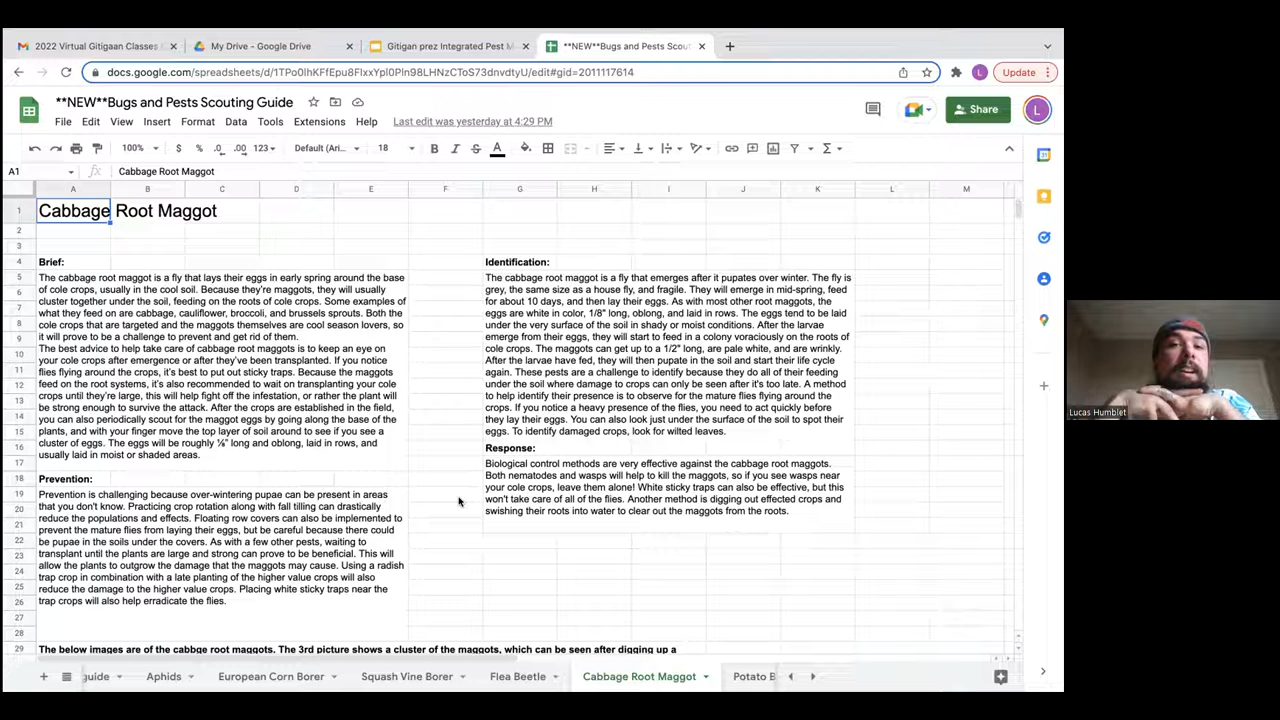 2022 Virtual Gitigaan Classes
My Drive - Google Drive
Gitigan prez Integrated Pest M
**NEW**Bugs and Pests Scout
docs.google.com/spreadsheets/d/1TPo0lhKFfEpu8FlxxYpl0Pln98LHNzCToS73dnvdtyU/edit#gid=2011117614
Update
**NEW**Bugs and Pests Scouting Guide
File Edit View Insert Format Data Tools Extensions Help Last edit was yesterday at 4:29 PM
Share
100% $ % .0 .00 123 Default (Ari... 18 B I S A
A1 fx Cabbage Root Maggot
A B C D E F G H I J K L M
1 Cabbage Root Maggot
2
3
4 Brief:
5 The cabbage root maggot is a fly that lays their eggs in early spring around the base
6 of cole crops, usually in the cool soil. Because they're maggots, they will usually
cluster together under the soil, feeding on the roots of cole crops. Some examples of
7 what they feed on are cabbage, cauliflower, broccoli, and brussels sprouts. Both the
8 cole crops that are targeted and the maggots themselves are cool season lovers, so
9 it will prove to be a challenge to prevent and get rid of them.
10 The best advice to help take care of cabbage root maggots is to keep an eye on
your cole crops after emergence or after they've been transplanted. If you notice
11 flies flying around the crops, it's best to put out sticky traps. Because the maggots
12 feed on the root systems, it's also recommended to wait on transplanting your cole
13 crops until they're large, this will help fight off the infestation, or rather the plant will
be strong enough to survive the attack. After the crops are established in the field,
14 you can also periodically scout for the maggot eggs by going along the base of the
15 plants, and with your finger move the top layer of soil around to see if you see a
16 cluster of eggs. The eggs will be roughly ⅛" long and oblong, laid in rows, and
17 usually laid in moist or shaded areas.
18 Prevention:
19 Prevention is challenging because over-wintering pupae can be present in areas
20 that you don't know. Practicing crop rotation along with fall tilling can drastically
21 reduce the populations and effects. Floating row covers can also be implemented to
22 prevent the mature flies from laying their eggs, but be careful because there could
be pupae in the soils under the covers. As with a few other pests, waiting to
23 transplant until the plants are large and strong can prove to be beneficial. This will
24 allow the plants to outgrow the damage that the maggots may cause. Using a radish
trap crop in combination with a late planting of the higher value crops will also
25 reduce the damage to the higher value crops. Placing white sticky traps near the
26 trap crops will also help erradicate the flies.
27
28
Identification:
The cabbage root maggot is a fly that emerges after it pupates over winter. The fly is
grey, the same size as a house fly, and fragile. They will emerge in mid-spring, feed
for about 10 days, and then lay their eggs. As with most other root maggots, the
eggs are white in color, 1/8" long, oblong, and laid in rows. The eggs tend to be laid
under the very surface of the soil in shady or moist conditions. After the larvae
emerge from their eggs, they will start to feed in a colony voraciously on the roots of
cole crops. The maggots can get up to a 1/2" long, are pale white, and are wrinkly.
After the larvae have fed, they will then pupate in the soil and start their life cycle
again. These pests are a challenge to identify because they do all of their feeding
under the soil where damage to crops can only be seen after it's too late. A method
to help identify their presence is to observe for the mature flies flying around the
crops. If you notice a heavy presence of the flies, you need to act quickly before
they lay their eggs. You can also look just under the surface of the soil to spot their
eggs. To identify damaged crops, look for wilted leaves.
Response:
Biological control methods are very effective against the cabbage root maggots.
Both nematodes and wasps will help to kill the maggots, so if you see wasps near
your cole crops, leave them alone! White sticky traps can also be effective, but this
won't take care of all of the flies. Another method is digging out effected crops and
swishing their roots into water to clear out the maggots from the roots.
29 The below images are of the cabbge root maggots. The 3rd picture shows a cluster of the maggots, which can be seen after digging up a
guide Aphids European Corn Borer Squash Vine Borer Flea Beetle Cabbage Root Maggot Potato B
Lucas Humblet